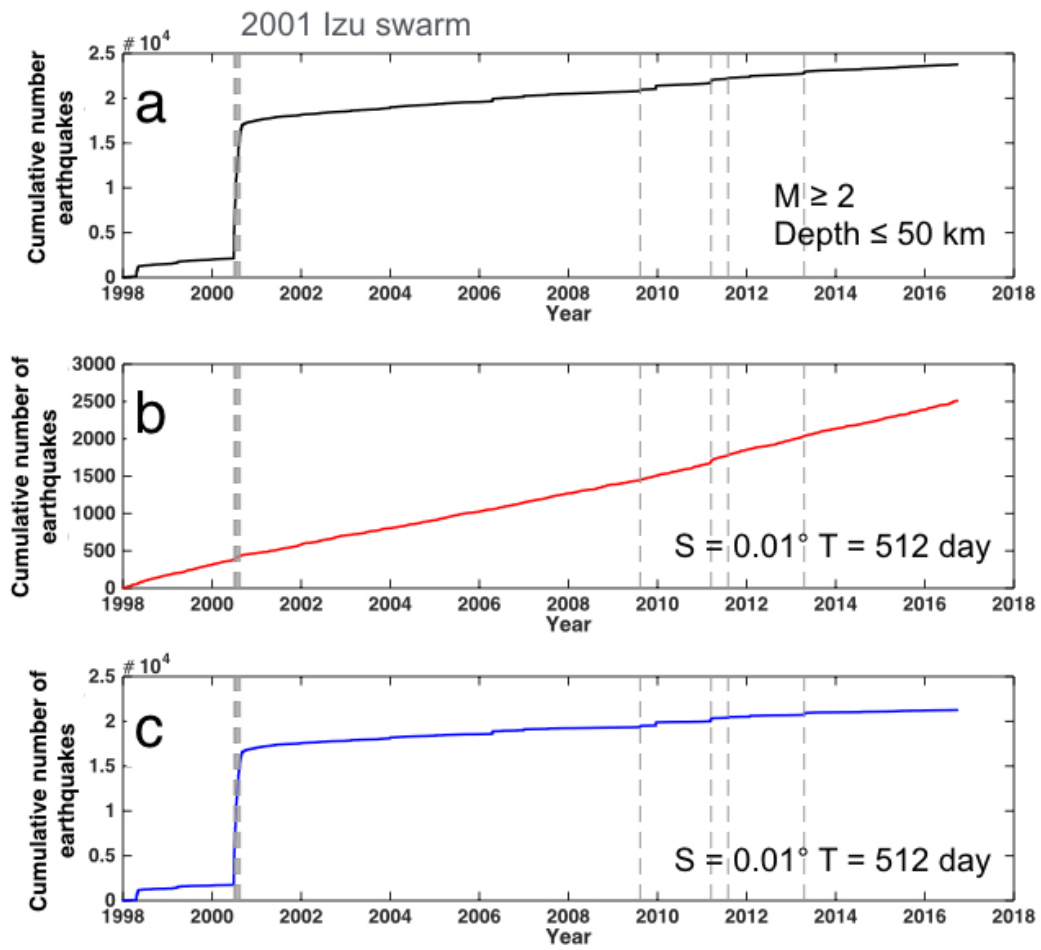 2001 Izu swarm
# 10^4
2.5
2
1.5
1
0.5
0
Cumulative number
earthquakes
a
M ≥ 2
Depth ≤ 50 km
1998 2000 2002 2004 2006 2008 2010 2012 2014 2016 2018
Year
3000
2500
2000
1500
1000
500
0
Cumulative number of
earthquakes
b
S = 0.01° T = 512 day
1998 2000 2002 2004 2006 2008 2010 2012 2014 2016 2018
Year
# 10^4
2.5
2
1.5
1
0.5
0
Cumulative number of
earthquakes
c
S = 0.01° T = 512 day
1998 2000 2002 2004 2006 2008 2010 2012 2014 2016 2018
Year